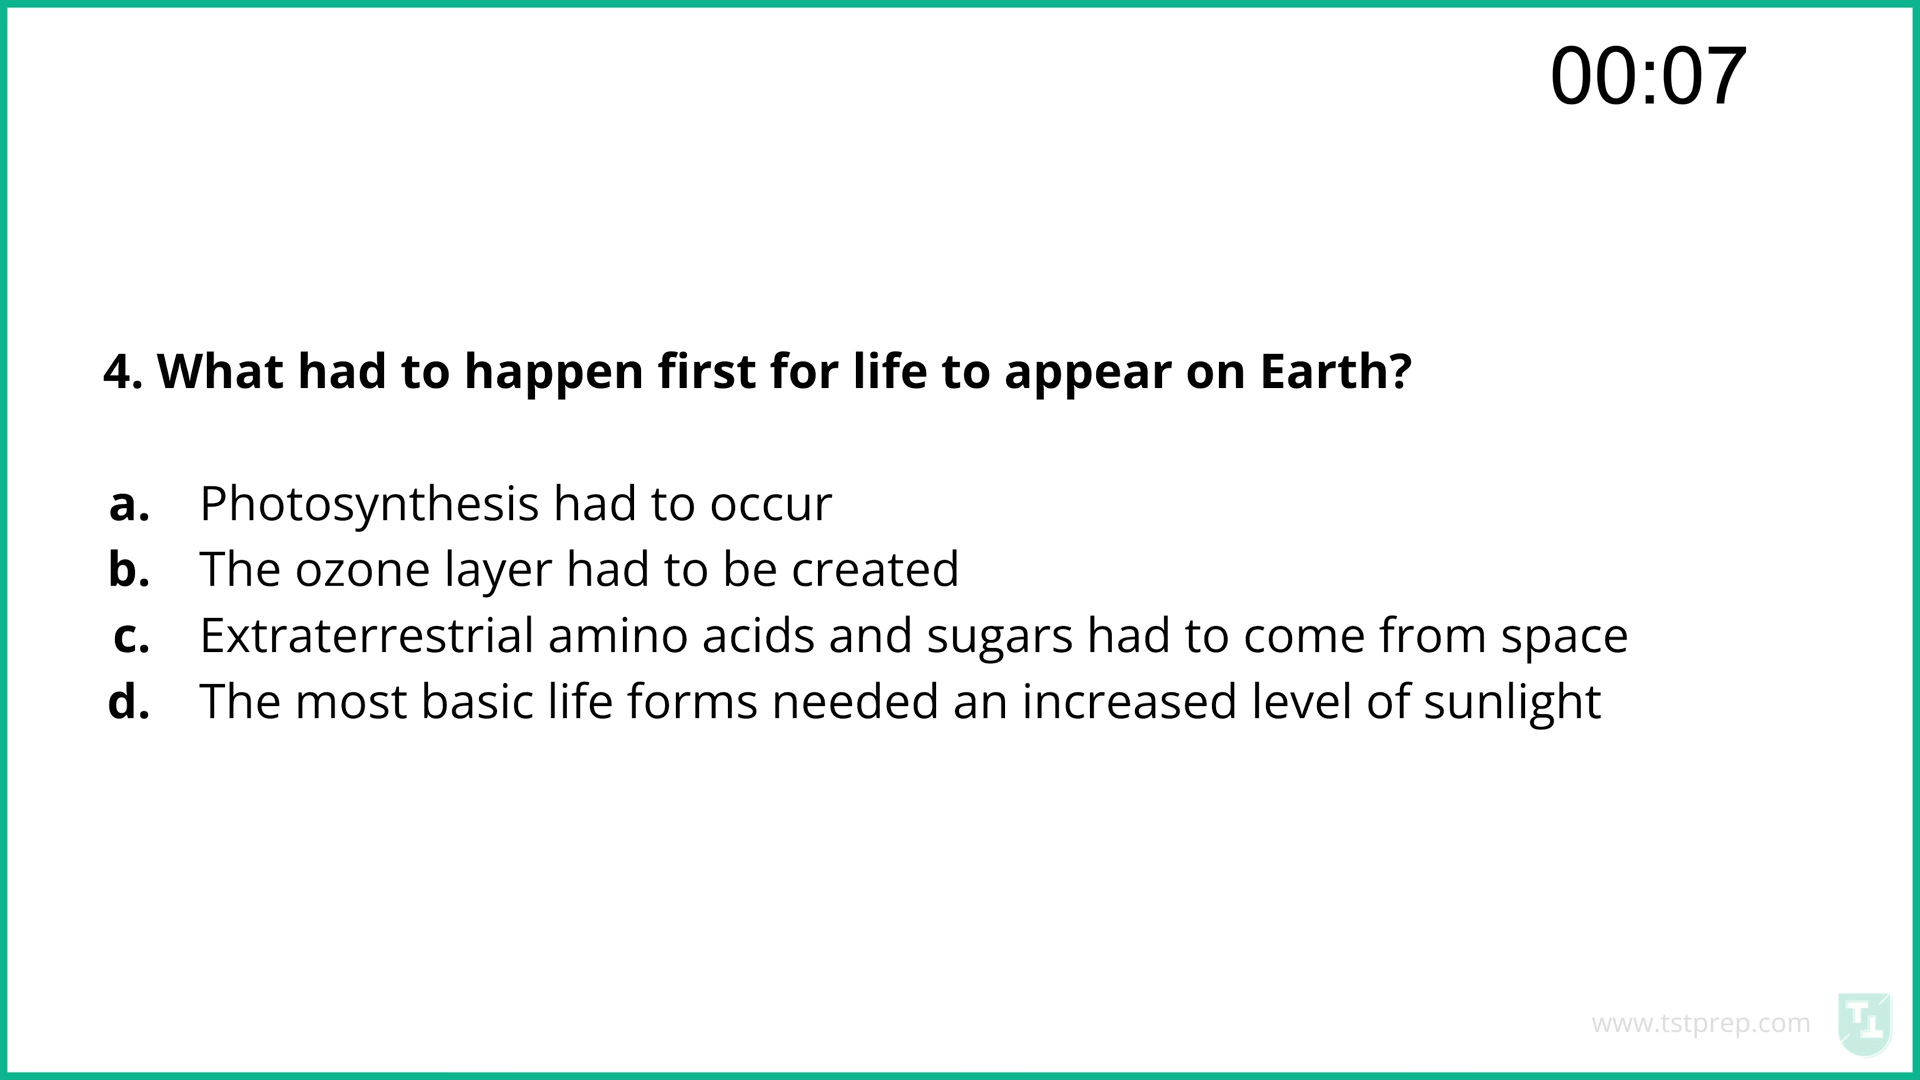 00:07
4. What had to happen first for life to appear on Earth?
a. Photosynthesis had to occur
b. The ozone layer had to be created
c. Extraterrestrial amino acids and sugars had to come from space
d. The most basic life forms needed an increased level of sunlight
www.tstprep.com